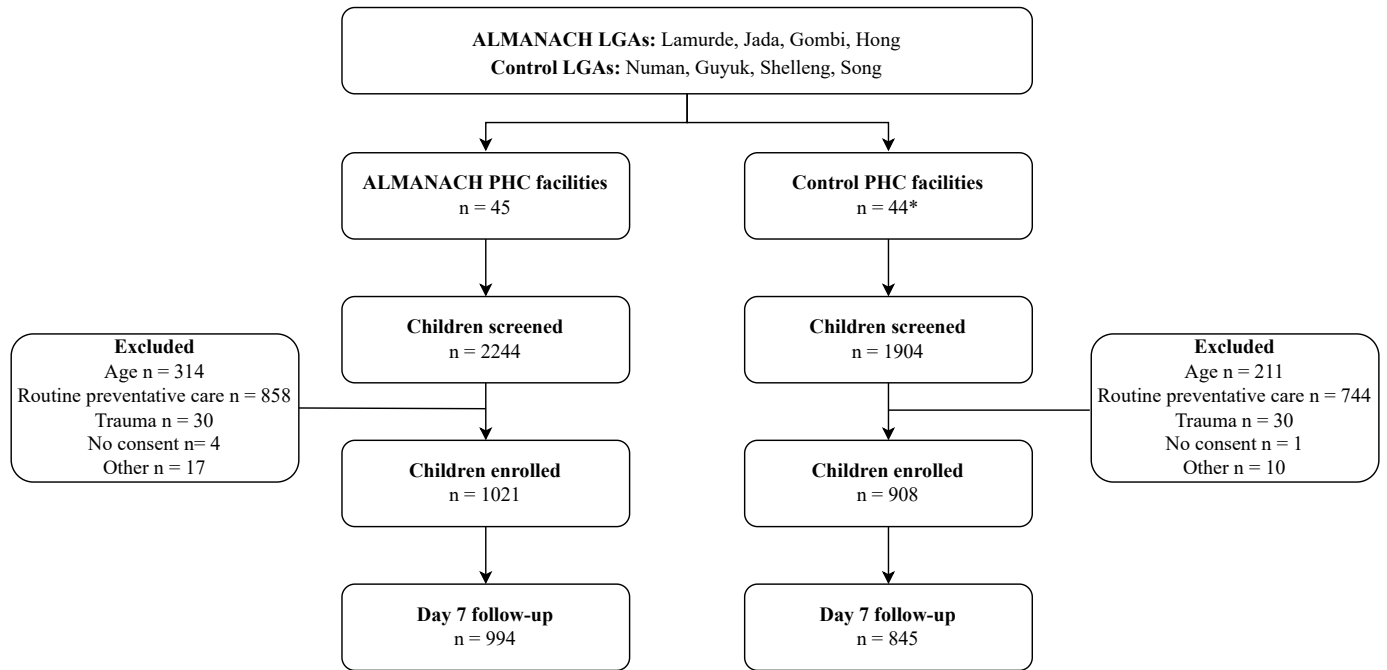 ALMANACH LGAs: Lamurde, Jada, Gombi, Hong
Control LGAs: Numan, Guyuk, Shelleng, Song
ALMANACH PHC facilities
n = 45
Control PHC facilities
n = 44*
Children screened
n = 2244
Children screened
n = 1904
Excluded
Age n = 314
Routine preventative care n = 858
Trauma n = 30
No consent n= 4
Other n = 17
Excluded
Age n = 211
Routine preventative care n = 744
Trauma n = 30
No consent n = 1
Other n = 10
Children enrolled
n = 1021
Children enrolled
n = 908
Day 7 follow-up
n = 994
Day 7 follow-up
n = 845